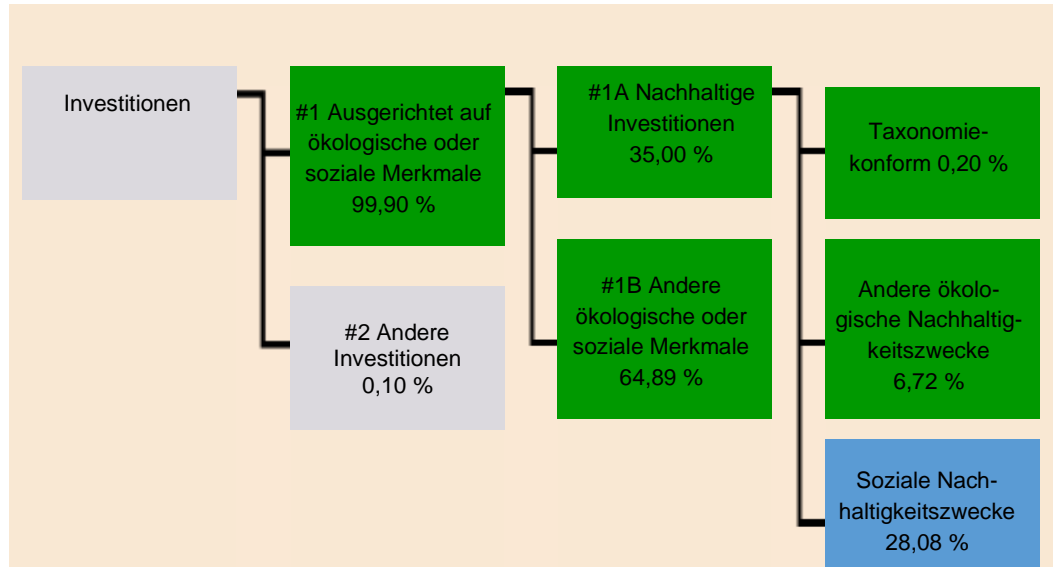 Investitionen
#1 Ausgerichtet auf
ökologische oder
soziale Merkmale
99,90 %
#2 Andere
Investitionen
0,10 %
#1A Nachhaltige
Investitionen
35,00 %
#1B Andere
ökologische oder
soziale Merkmale
64,89 %
Taxonomie-
konform 0,20 %
Andere ökolo-
gische Nachhaltig-
keitszwecke
6,72 %
Soziale Nach-
haltigkeitszwecke
28,08 %